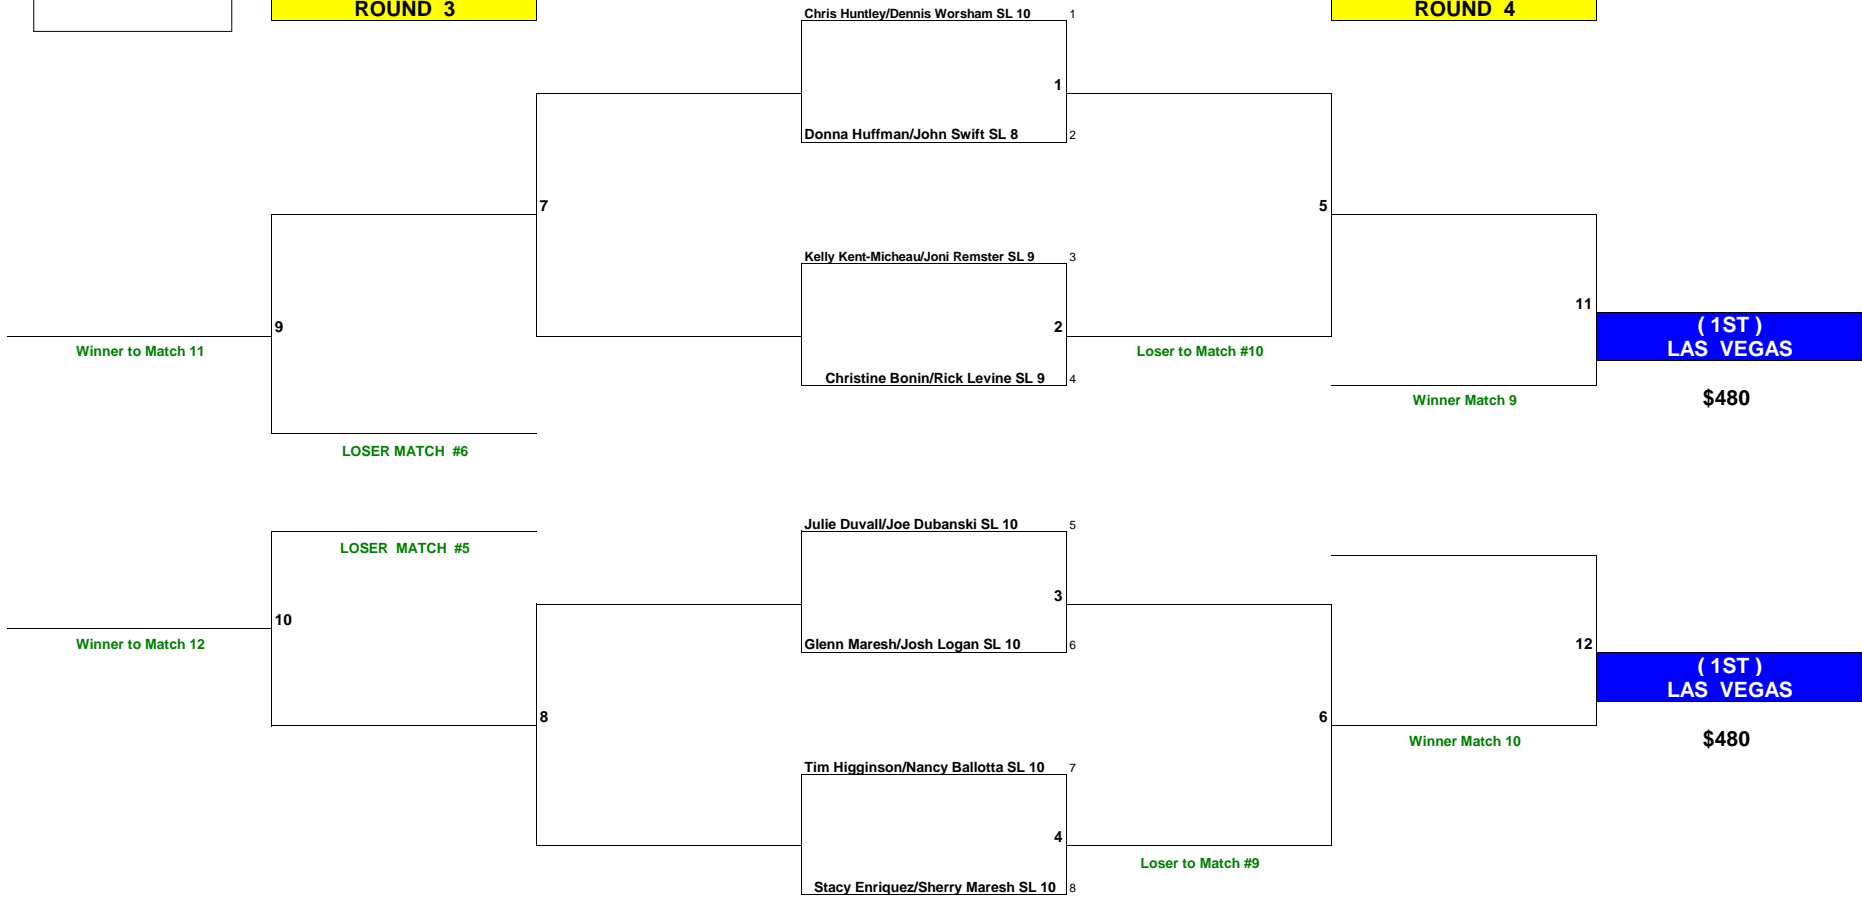 ROUND  3
Chris Huntley/Dennis Worsham SL 10
1
ROUND  4
1
Donna Huffman/John Swift SL 8
2
7
5
Kelly Kent-Micheau/Joni Remster SL 9
3
11
9
2
( 1ST )
LAS  VEGAS
Winner to Match 11
Loser to Match #10
Christine Bonin/Rick Levine SL 9
4
Winner Match 9
$480
LOSER MATCH  #6
Julie Duvall/Joe Dubanski SL 10
5
LOSER  MATCH  #5
3
10
Winner to Match 12
Glenn Maresh/Josh Logan SL 10
6
12
( 1ST )
LAS  VEGAS
8
6
Winner Match 10
$480
Tim Higginson/Nancy Ballotta SL 10
7
4
Loser to Match #9
Stacy Enriquez/Sherry Maresh SL 10
8